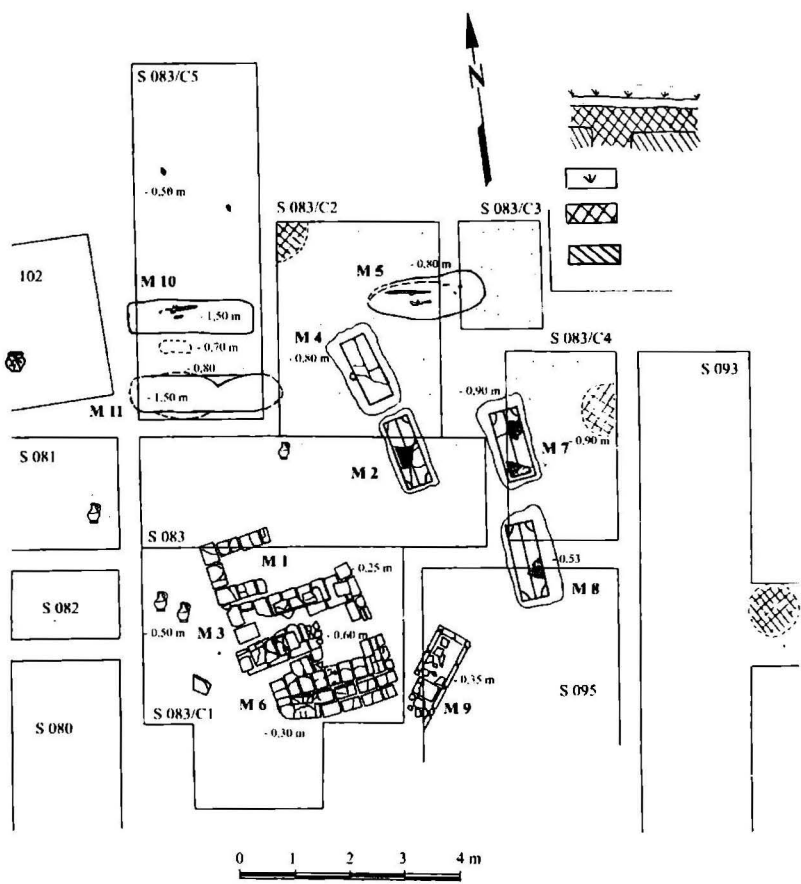 S 083/C5
N
- 0,50 m
S 083/C2
S 083/C3
102
M 10
M 5
- 0,80 m
- 1,50 m
M 4
- 0,70 m
- 0,80 m
S 083/C4
- 0,80
S 093
- 1,50 m
- 0,90 m
M 11
M 7
- 0,90 m
S 081
M 2
S 083
M 1
- 0,53
- 0,25 m
M 8
S 082
- 0,50 m
M 3
- 0,60 m
- 0,35 m
S 095
M 6
M 9
S 083/C1
S 080
- 0,30 m
0 1 2 3 4 m